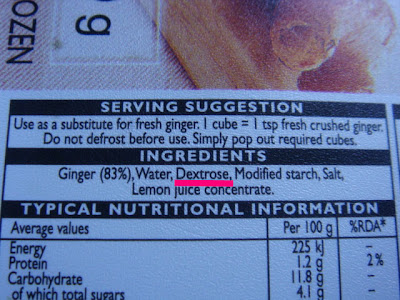 OZEN
g
SERVING SUGGESTION
Use as a substitute for fresh ginger. 1 cube = 1 tsp fresh crushed ginger.
Do not defrost before use. Simply pop out required cubes.
INGREDIENTS
Ginger (83%), Water, Dextrose, Modified starch, Salt,
Lemon juice concentrate.
TYPICAL NUTRITIONAL INFORMATION
Average values Per 100 g %RDA*
Energy 225 kJ –
Protein 1.2 g 2%
Carbohydrate 11.8 g –
of which total sugars 4.1 g –